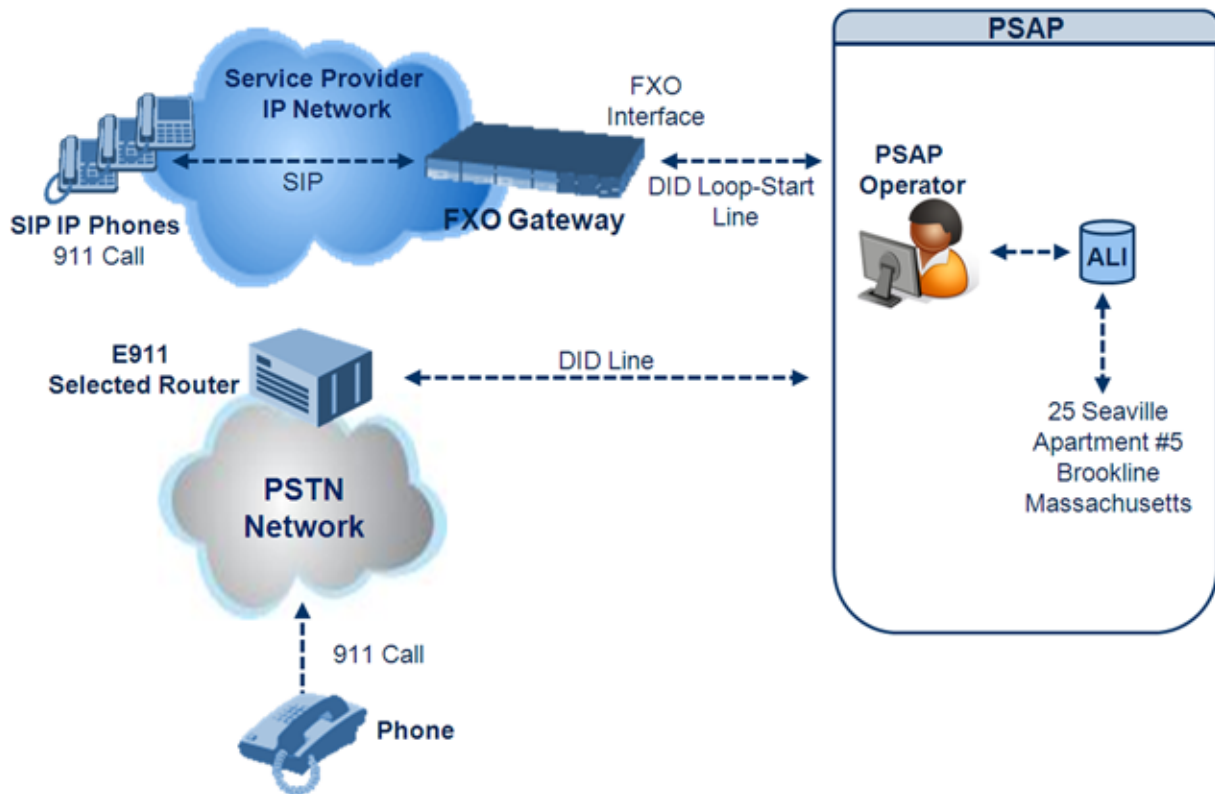 PSAP
Service Provider
IP Network
SIP
SIP IP Phones
911 Call
FXO Gateway
FXO
Interface
DID Loop-Start
Line
PSAP
Operator
ALI
25 Seaville
Apartment #5
Brookline
Massachusetts
E911
Selected Router
DID Line
PSTN
Network
911 Call
Phone